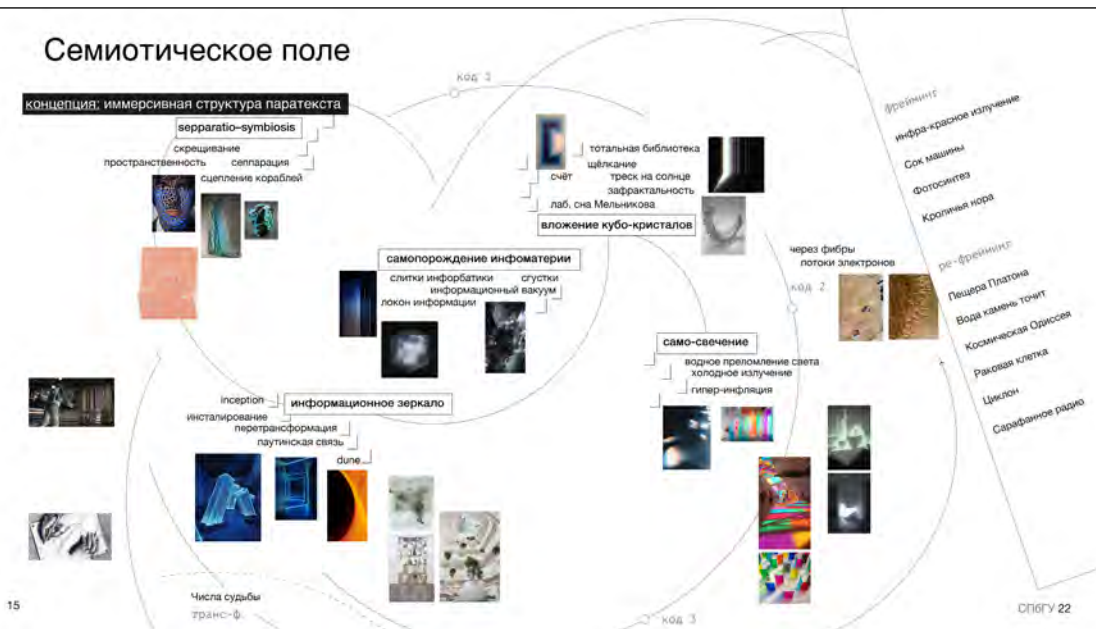 Семиотическое поле
концепция: иммерсивная структура паратекста
sepparatio–symbiosis
скрещивание
пространственность сеппарация
сцепление кораблей
код 1
тотальная библиотека
щёлкание
счёт треск на солнце
зафрактальность
лаб. сна Мельникова
вложение кубо-кристалов
самопорождение инфоматерии
слитки инфорбатики сгустки
информационный вакуум
локон информации
через фибры
потоки электронов
код 2
само-свечение
водное преломление света
холодное излучение
гипер-инфляция
inception
информационное зеркало
инсталирование
перетрансформация
паутинская связь
dune
фрейминг
инфра-красное излучение
Сок машины
Фотосинтез
Кроличья нора
ре-фрейминг
Пещера Платона
Вода камень точит
Космическая Одиссея
Раковая клетка
Циклон
Сарафанное радио
Числа судьбы
транс-ф.
код 3
15
СПбГУ 22